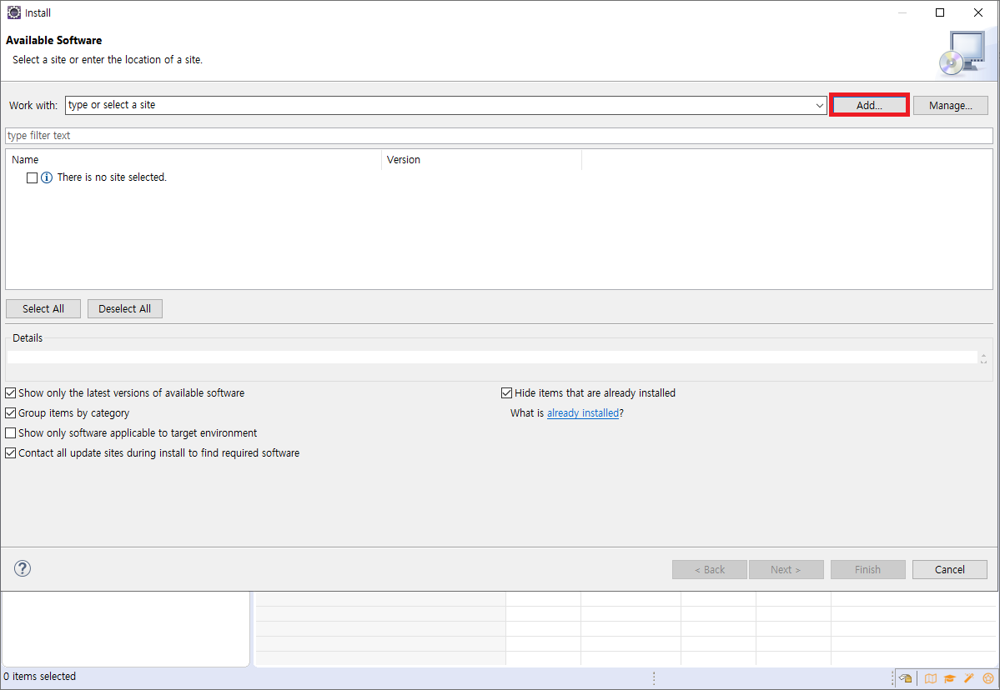 Install
Available Software
Select a site or enter the location of a site.
Work with: type or select a site Add... Manage...
type filter text
Name Version
There is no site selected.
Select All Deselect All
Details
Show only the latest versions of available software Hide items that are already installed
Group items by category What is already installed?
Show only software applicable to target environment
Contact all update sites during install to find required software
? < Back Next > Finish Cancel
0 items selected